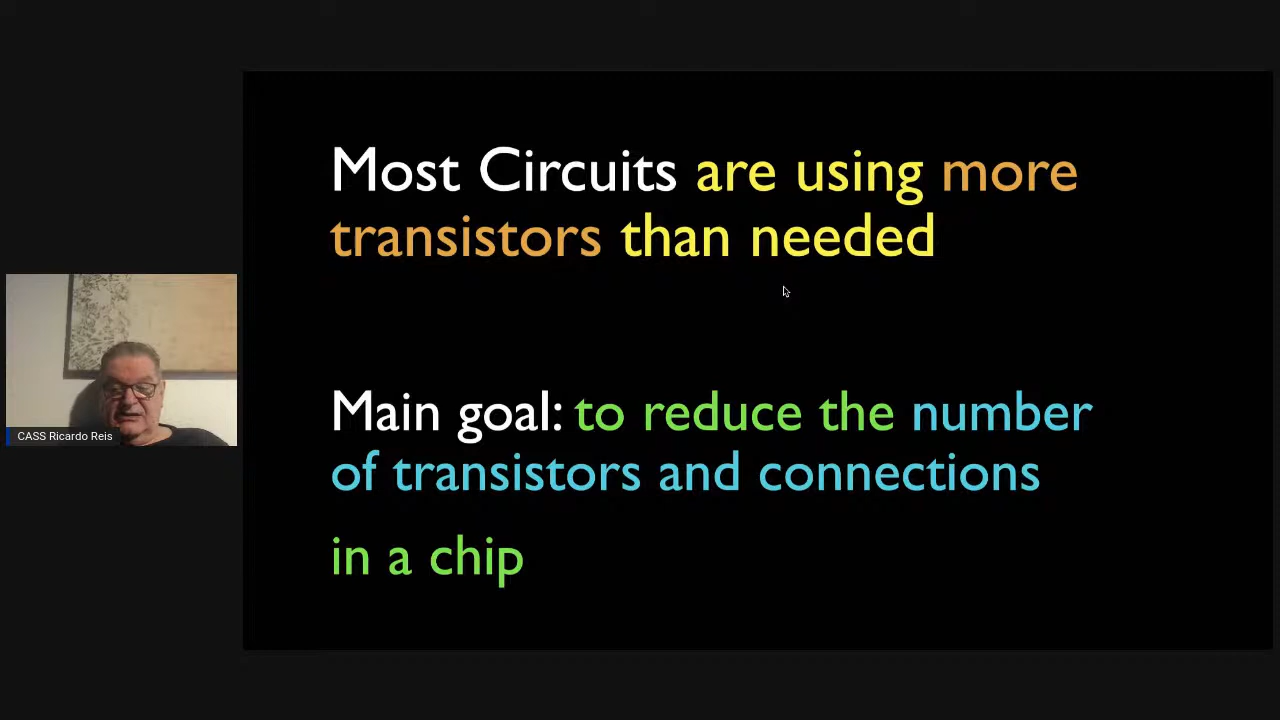 Most Circuits are using more
transistors than needed
Main goal: to reduce the number
of transistors and connections
in a chip
CASS Ricardo Reis